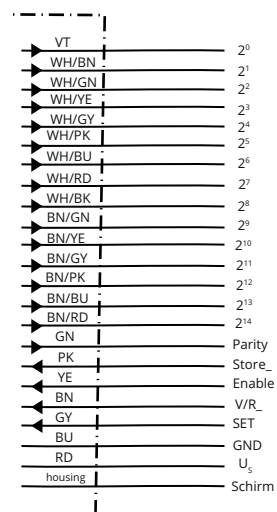 VT 2⁰
WH/BN 2¹
WH/GN 2²
WH/YE 2³
WH/GY 2⁴
WH/PK 2⁵
WH/BU 2⁶
WH/RD 2⁷
WH/BK 2⁸
BN/GN 2⁹
BN/YE 2¹⁰
BN/GY 2¹¹
BN/PK 2¹²
BN/BU 2¹³
BN/RD 2¹⁴
GN Parity
PK Store_
YE Enable
BN V/R_
GY SET
BU GND
RD Uₛ
housing Schirm